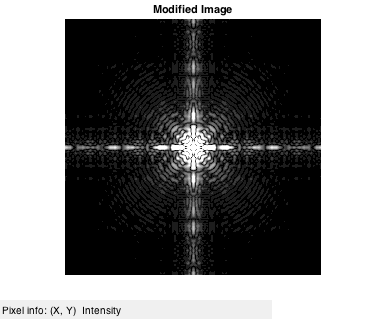 Modified Image
Pixel info: (X, Y)  Intensity